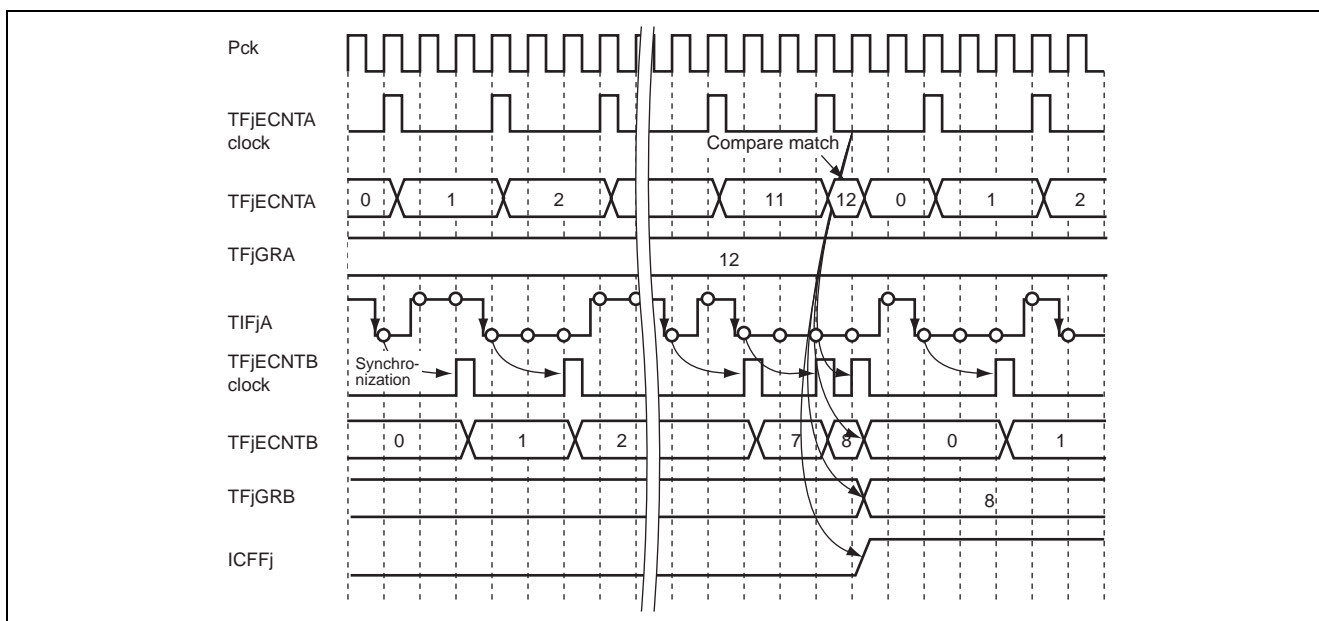 Pck
TFjECNTA
clock
Compare match
TFjECNTA
0 1 2 11 12 0 1 2
TFjGRA
12
TIFjA
TFjECNTB
clock
Synchro-
nization
TFjECNTB
0 1 2 7 8 0 1
TFjGRB
8
ICFFj